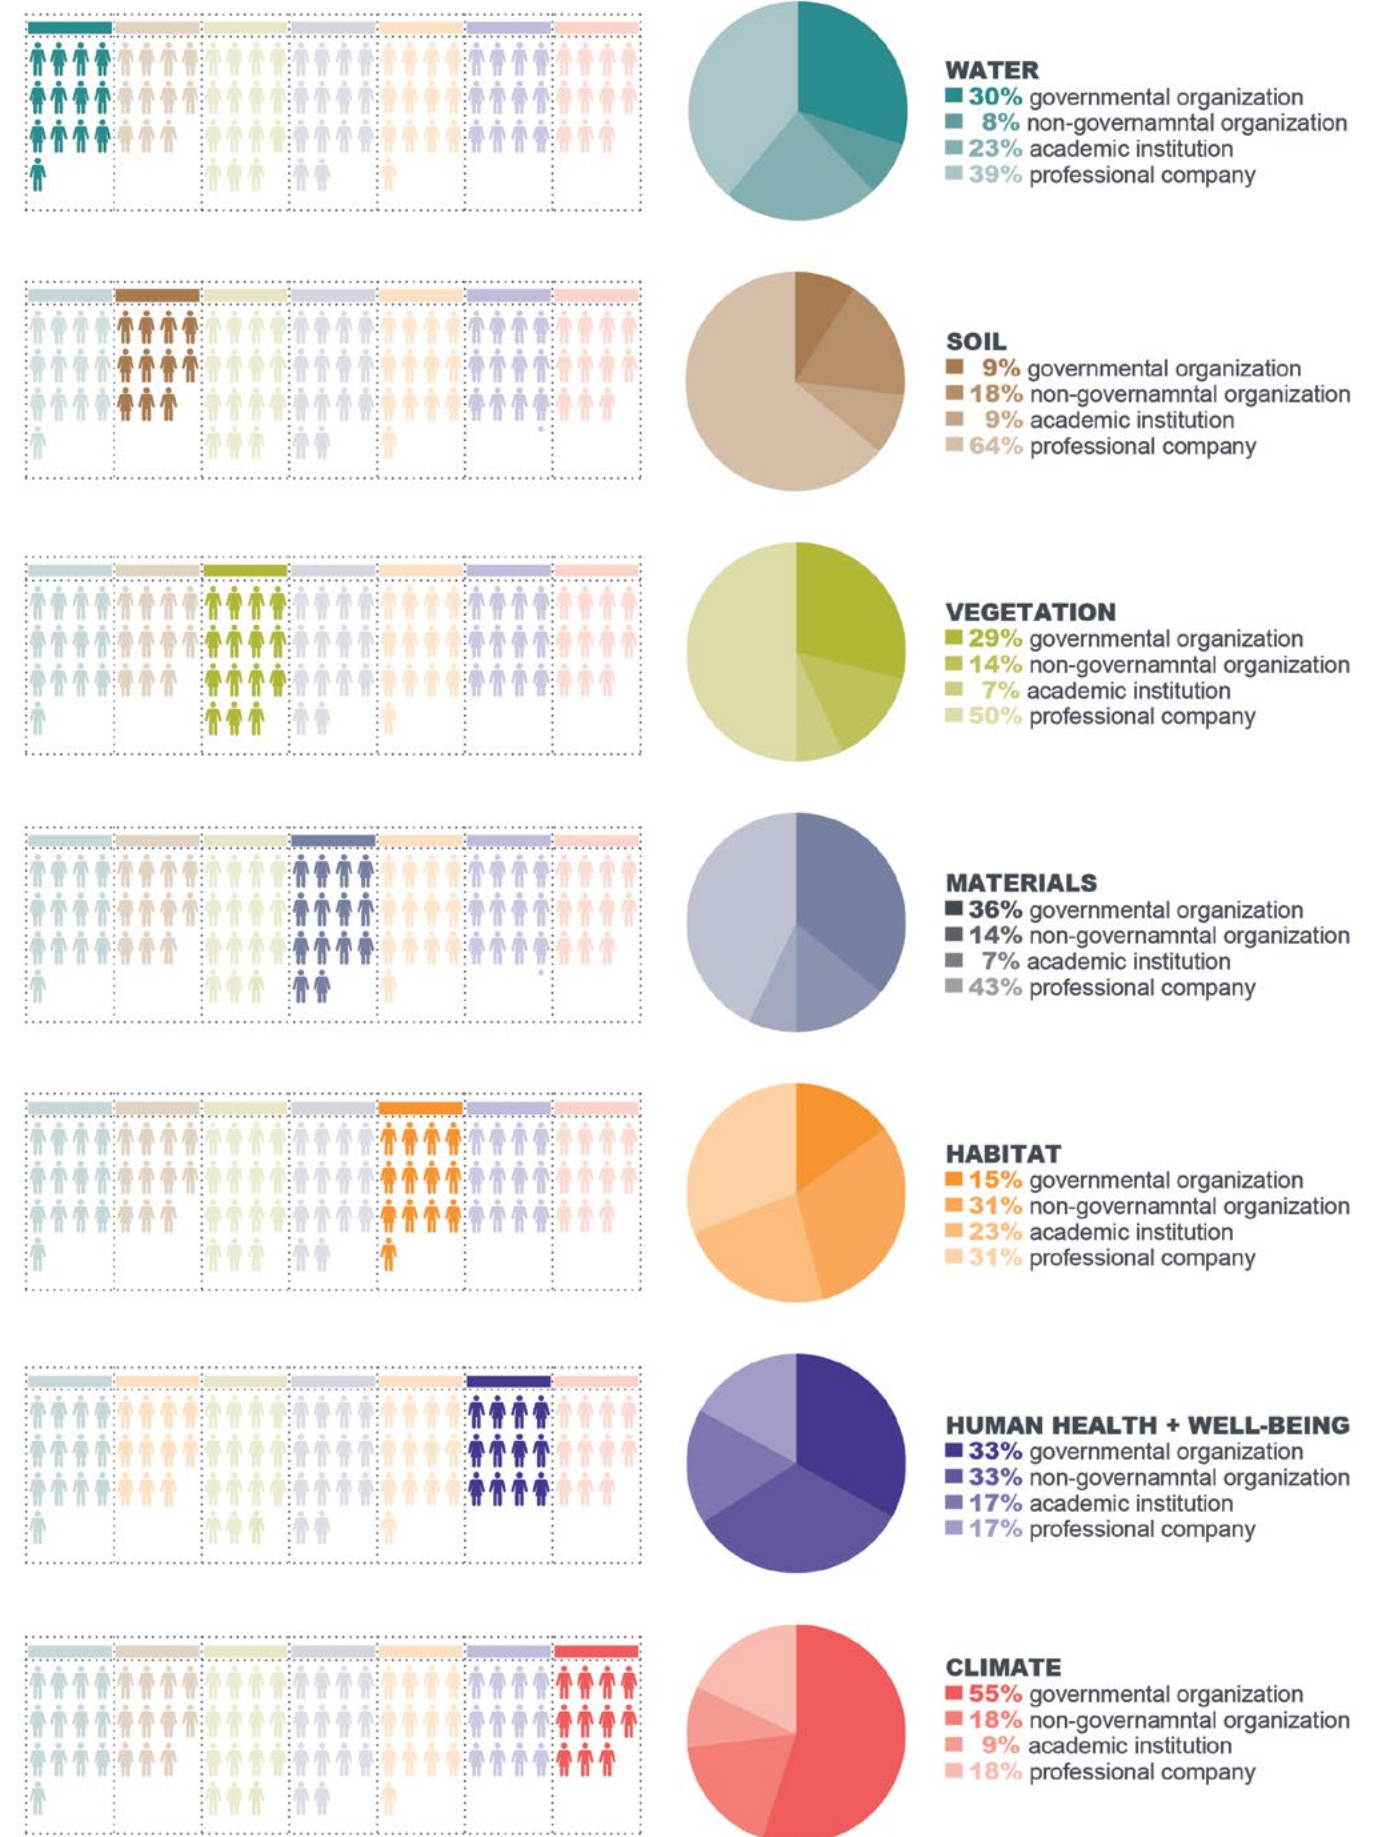 WATER
30% governmental organization
8% non-governamntal organization
23% academic institution
39% professional company
SOIL
9% governmental organization
18% non-governamntal organization
9% academic institution
64% professional company
VEGETATION
29% governmental organization
14% non-governamntal organization
7% academic institution
50% professional company
MATERIALS
36% governmental organization
14% non-governamntal organization
7% academic institution
43% professional company
HABITAT
15% governmental organization
31% non-governamntal organization
23% academic institution
31% professional company
HUMAN HEALTH + WELL-BEING
33% governmental organization
33% non-governamntal organization
17% academic institution
17% professional company
CLIMATE
55% governmental organization
18% non-governamntal organization
9% academic institution
18% professional company